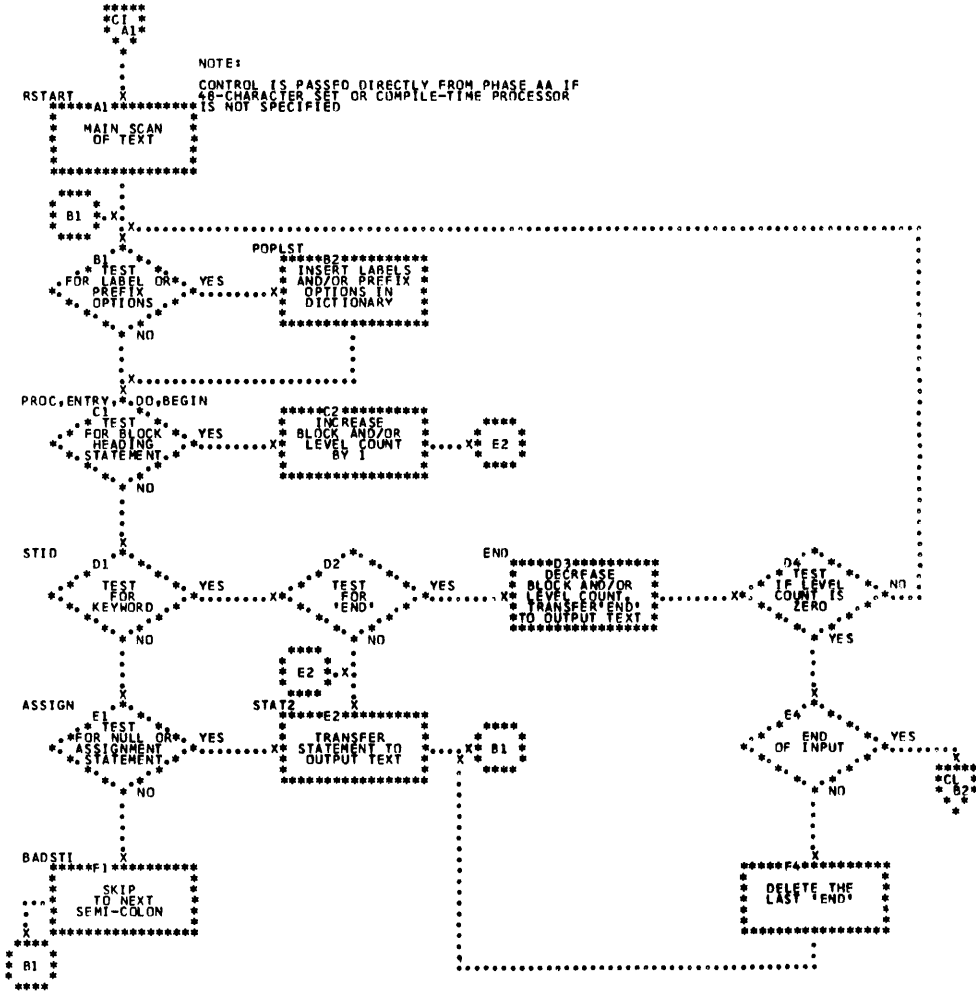 CI
A1
NOTE:
CONTROL IS PASSED DIRECTLY FROM PHASE AA IF
48-CHARACTER SET OR COMPILE-TIME PROCESSOR
IS NOT SPECIFIED
RSTART
A1
MAIN SCAN
OF TEXT
B1
B1
TEST
FOR LABEL OR
PREFIX
OPTIONS
YES
NO
POPLST
B2
INSERT LABELS
AND/OR PREFIX
OPTIONS IN
DICTIONARY
PROC,ENTRY, DO,BEGIN
C1
TEST
FOR BLOCK
HEADING
STATEMENT
YES
NO
C2
INCREASE
BLOCK AND/OR
LEVEL COUNT
BY 1
E2
STID
D1
TEST
FOR
KEYWORD
YES
NO
D2
TEST
FOR
'END'
YES
NO
END
D3
DECREASE
BLOCK AND/OR
LEVEL COUNT,
TRANSFER'END'
TO OUTPUT TEXT
D4
TEST
IF LEVEL
COUNT IS
ZERO
NO
YES
E2
ASSIGN
E1
TEST
FOR NULL OR
ASSIGNMENT
STATEMENT
YES
NO
STAT2
E2
TRANSFER
STATEMENT TO
OUTPUT TEXT
B1
E4
END
OF INPUT
YES
NO
CL
B2
BADSTI
F1
SKIP
TO NEXT
SEMI-COLON
B1
F4
DELETE THE
LAST 'END'